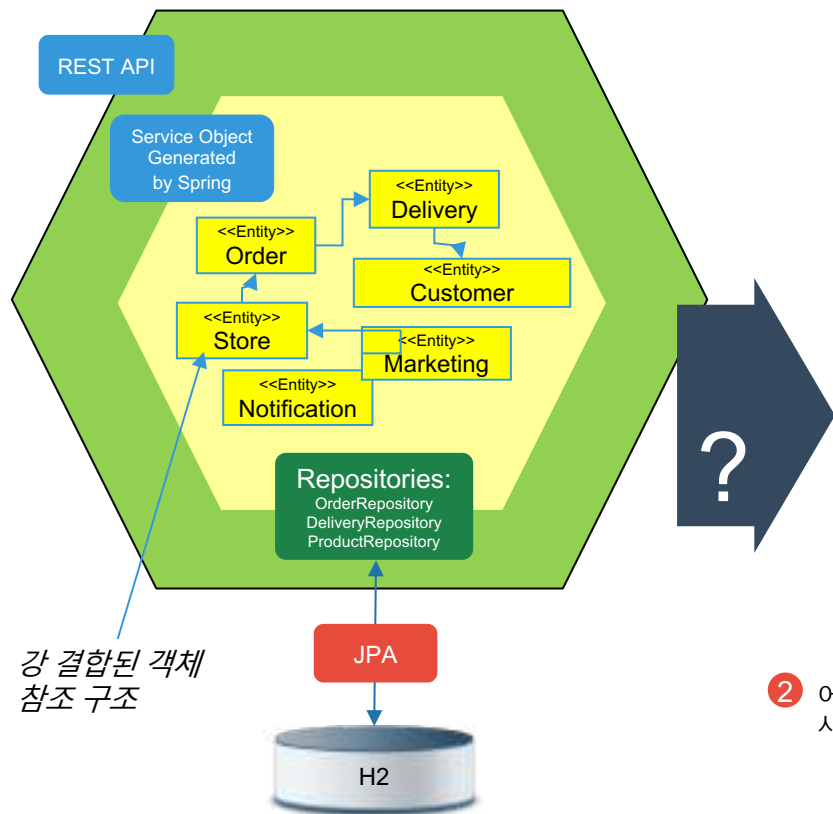 REST API
Service Object
Generated
by Spring
<<Entity>>
Delivery
<<Entity>>
Order
<<Entity>>
Customer
<<Entity>>
Store
<<Entity>>
Marketing
<<Entity>>
Notification
?
Repositories:
OrderRepository
DeliveryRepository
ProductRepository
강 결합된 객체
참조 구조
JPA
2
H2